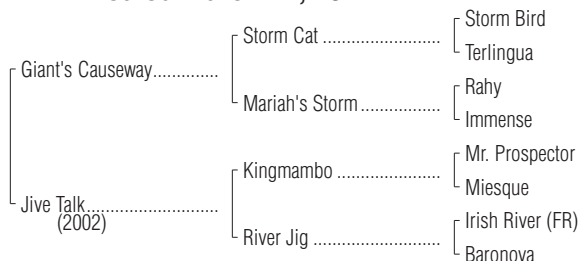 Storm Bird
Storm Cat ........................
Terlingua
Giant's Causeway.................
Rahy
Mariah's Storm .....................
Immense
Mr. Prospector
Kingmambo ...........................
Miesque
Jive Talk..................................
(2002)
Irish River (FR)
River Jig .................................
Baronova